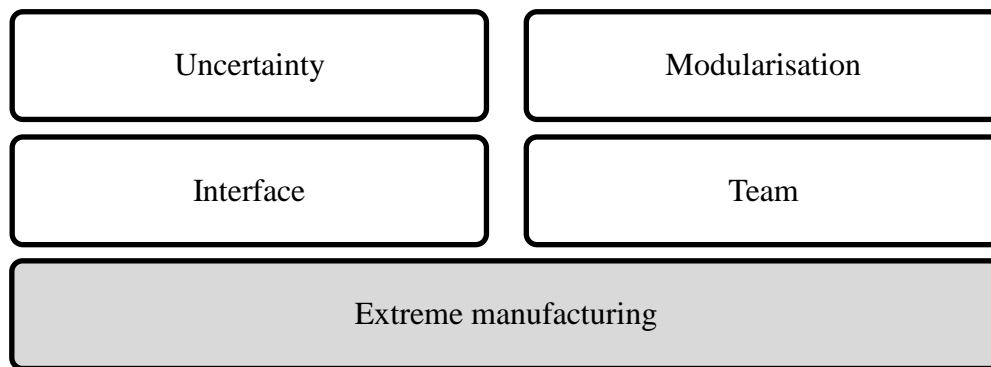 Uncertainty
Modularisation
Interface
Team
Extreme manufacturing